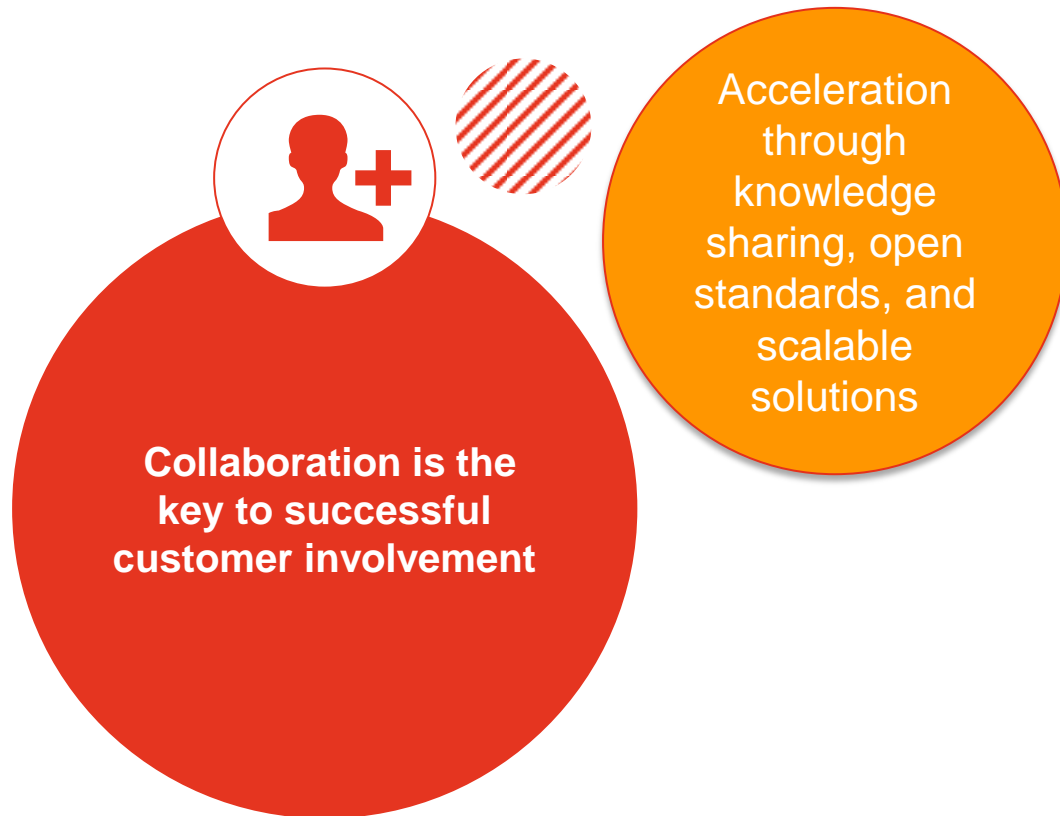 Acceleration
through
knowledge
sharing, open
standards, and
scalable
solutions
Collaboration is the
key to successful
customer involvement